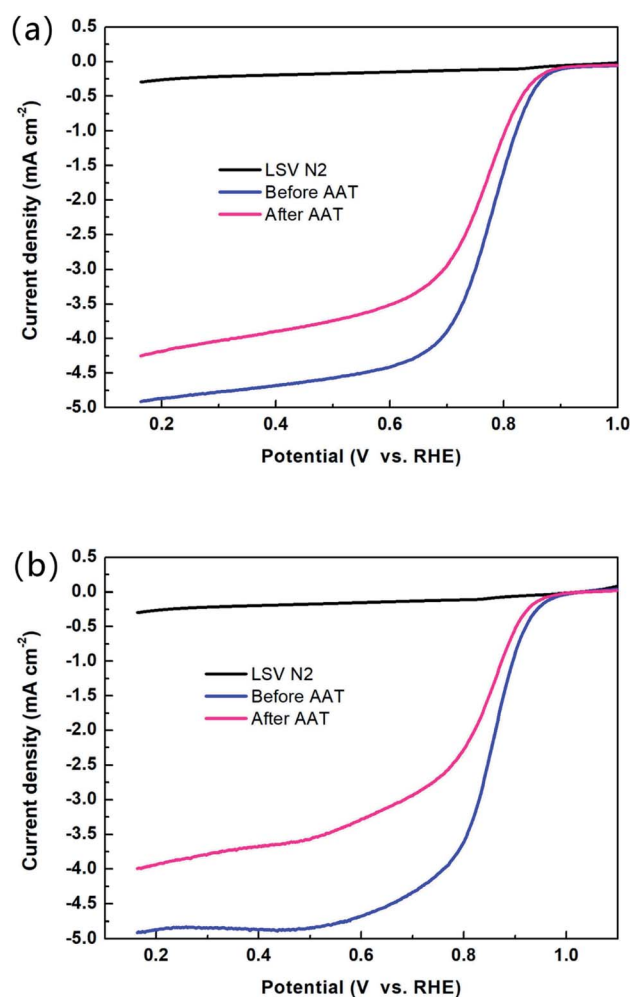 (a)
0.5
0.0
-0.5
-1.0
-1.5
-2.0
-2.5
-3.0
-3.5
-4.0
-4.5
-5.0
Current density (mA cm-2)
LSV N2
Before AAT
After AAT
0.2 0.4 0.6 0.8 1.0
Potential (V vs. RHE)
(b)
0.5
0.0
-0.5
-1.0
-1.5
-2.0
-2.5
-3.0
-3.5
-4.0
-4.5
-5.0
Current density (mA cm-2)
LSV N2
Before AAT
After AAT
0.2 0.4 0.6 0.8 1.0
Potential (V vs. RHE)